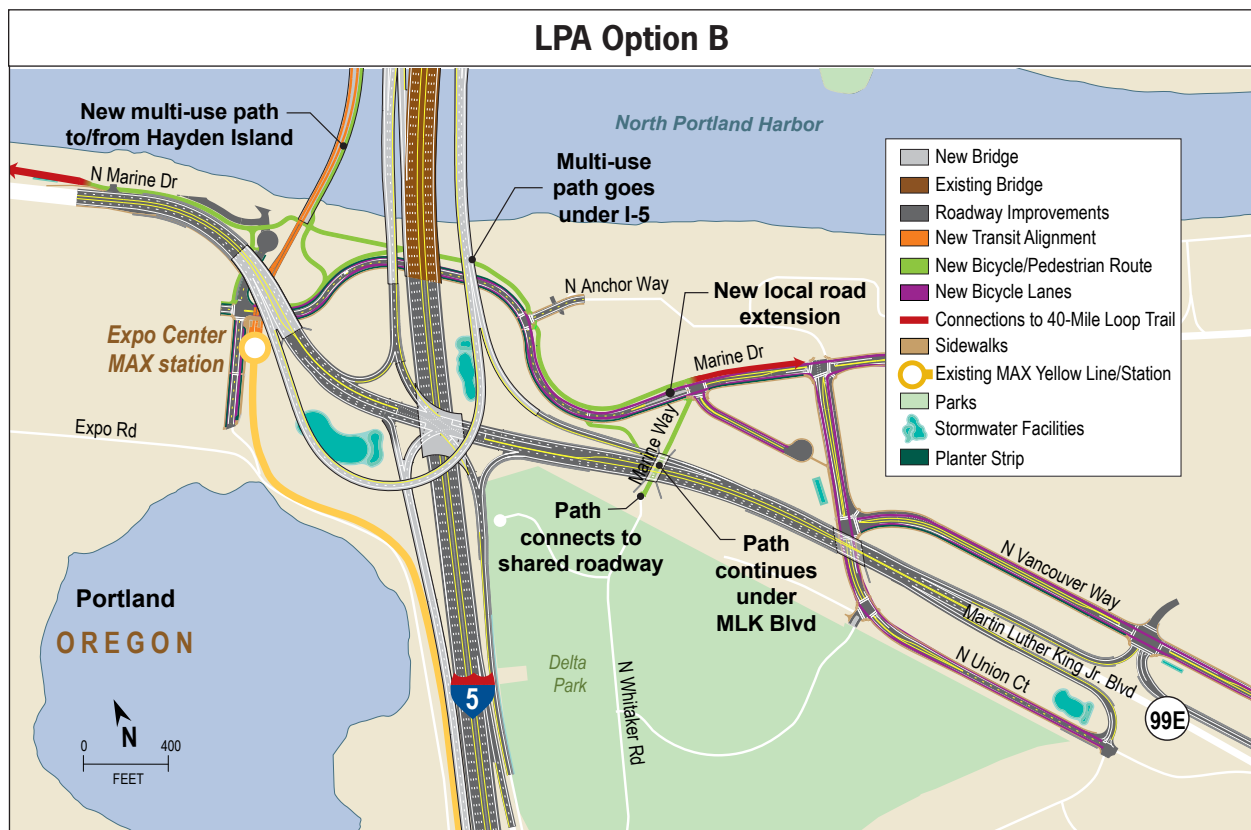 LPA Option B
New multi-use path
to/from Hayden Island
North Portland Harbor
N Marine Dr
Multi-use
path goes
under I-5
New Bridge
Existing Bridge
Roadway Improvements
New Transit Alignment
New Bicycle/Pedestrian Route
New Bicycle Lanes
Connections to 40-Mile Loop Trail
Sidewalks
Existing MAX Yellow Line/Station
Parks
Stormwater Facilities
Planter Strip
N Anchor Way
New local road
extension
Expo Center
MAX station
Marine Dr
Expo Rd
Marine Way
Path
connects to
shared roadway
Path
continues
under
MLK Blvd
N Vancouver Way
Martin Luther King Jr. Blvd
N Union Ct
Portland
OREGON
Delta
Park
N Whitaker Rd
5
99E
N
0 400
FEET